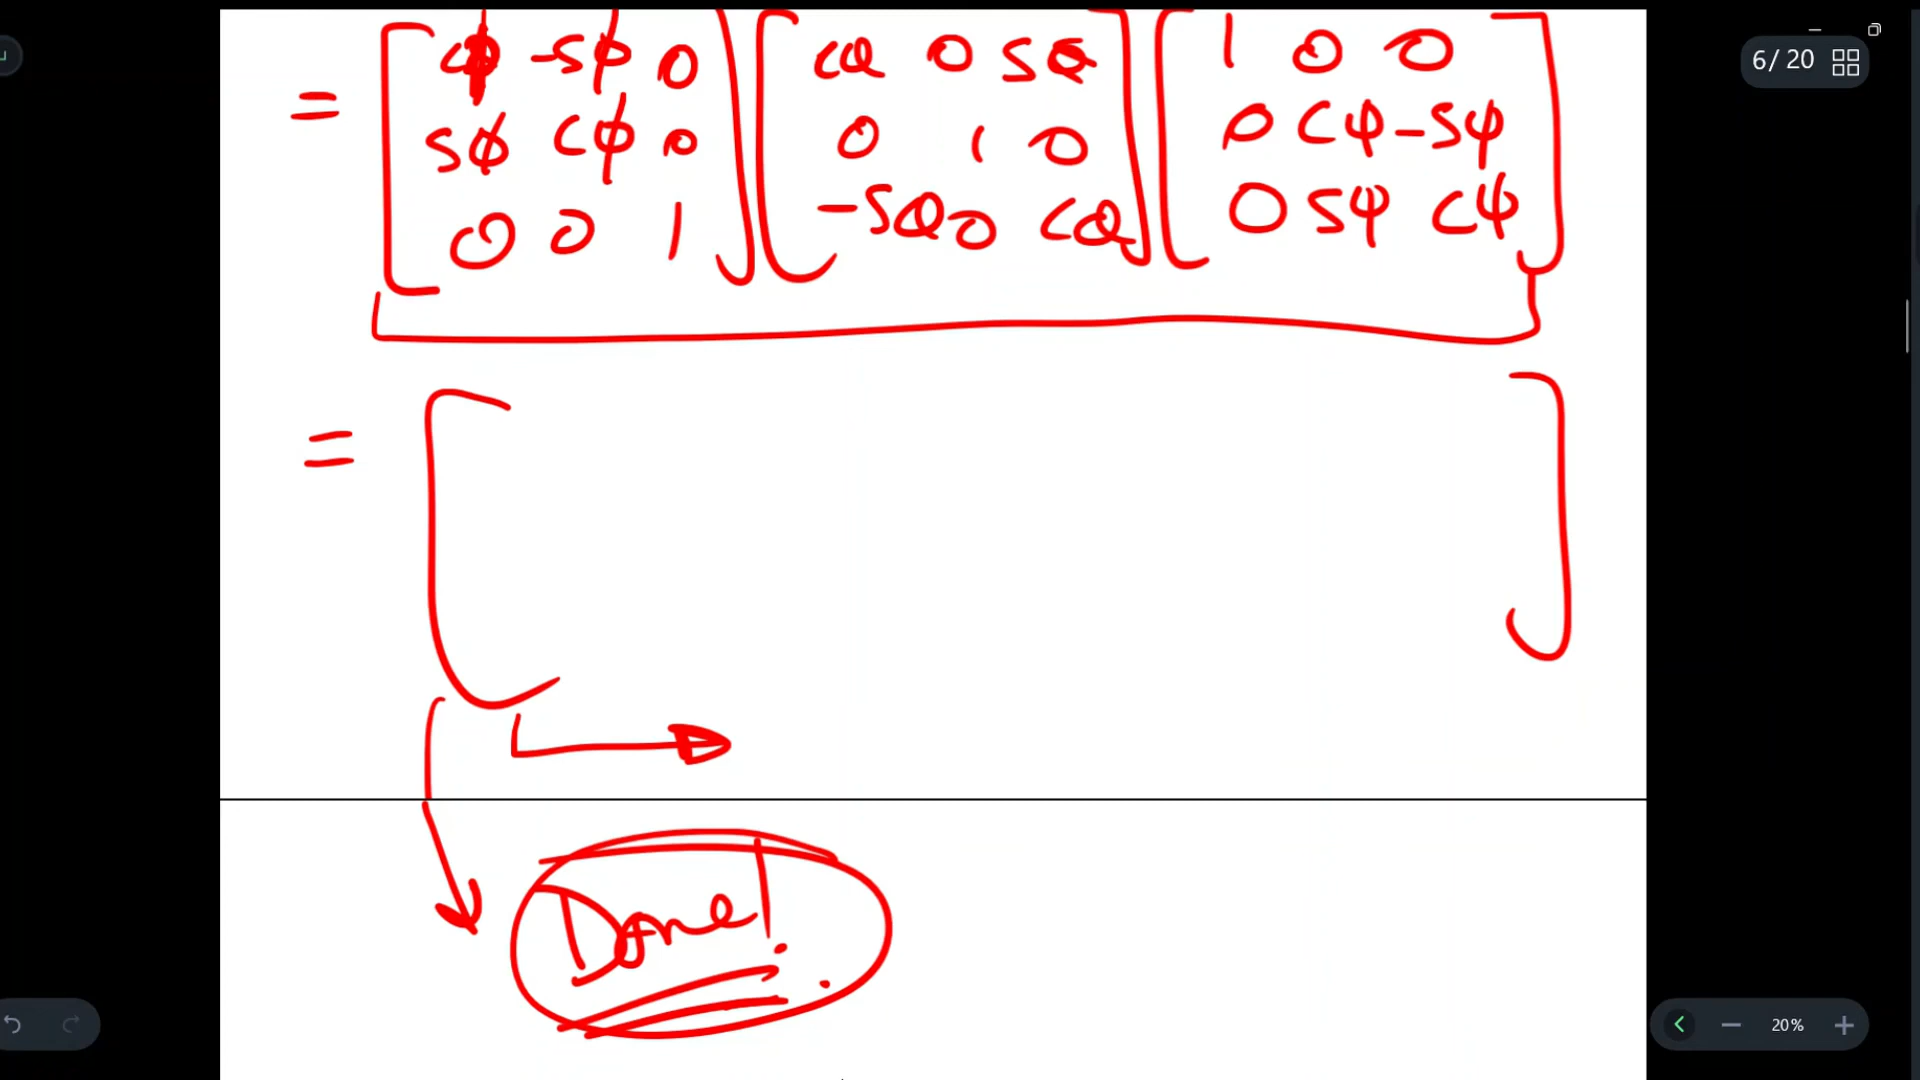 = [cϕ -sϕ 0] [cθ 0 sθ] [1 0 0]
[sϕ cϕ 0] [0 1 0] [0 cψ -sψ]
[0 0 1] [-sθ 0 cθ] [0 sψ cψ]
= [ ]
Done!
6/20
20%